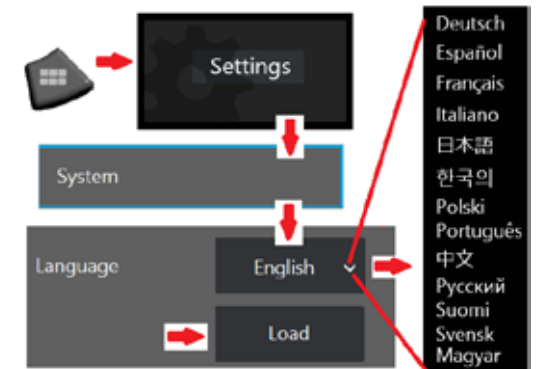 Settings
System
Language
English
Load
Deutsch
Español
Français
Italiano
日本語
한국의
Polski
Português
中文
Русский
Suomi
Svensk
Magyar